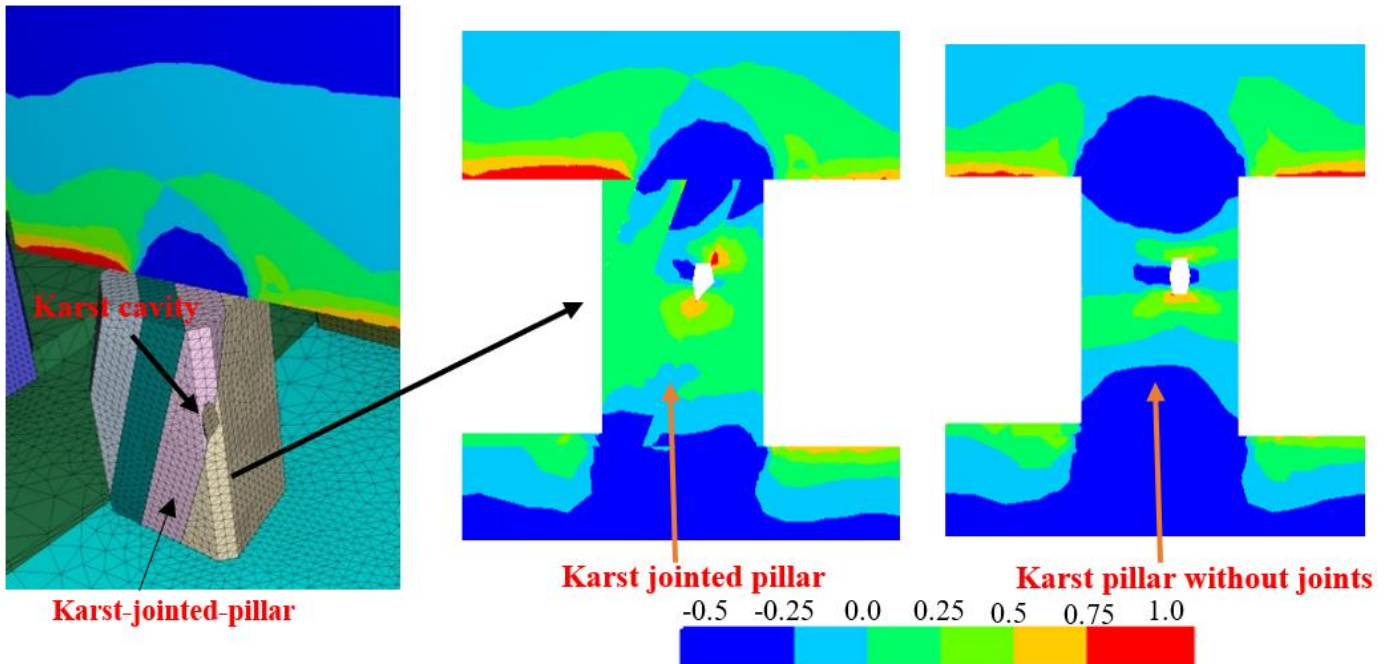 Karst cavity
Karst-jointed-pillar
Karst jointed pillar
Karst pillar without joints
-0.5 -0.25 0.0 0.25 0.5 0.75 1.0